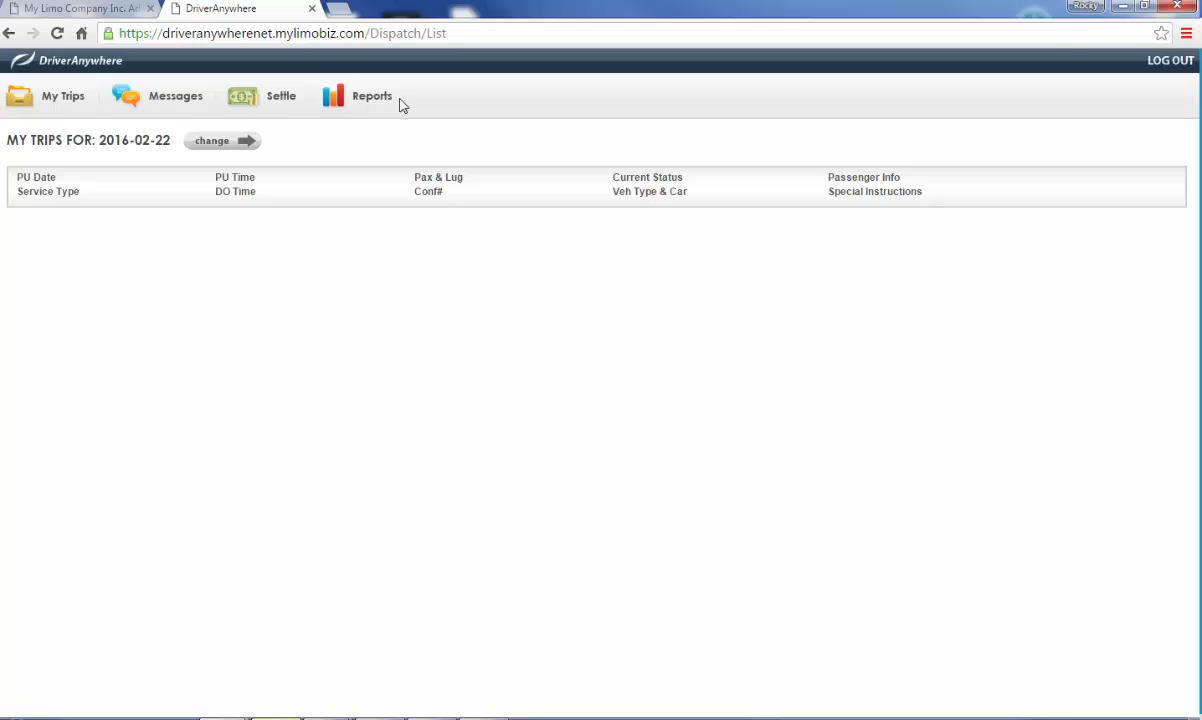 My Limo Company Inc. Ad
DriverAnywhere
Rocky
https://driveranywherenet.mylimobiz.com/Dispatch/List
DriverAnywhere
LOG OUT
My Trips
Messages
Settle
Reports
MY TRIPS FOR: 2016-02-22
change
PU Date
PU Time
Pax & Lug
Current Status
Passenger Info
Service Type
DO Time
Conf#
Veh Type & Car
Special Instructions